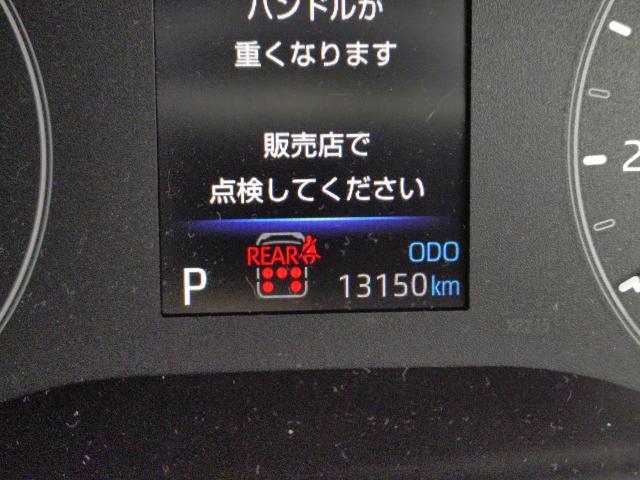 ハンドルが
重くなります
販売店で
点検してください
REAR
ODO
P
13150km
2